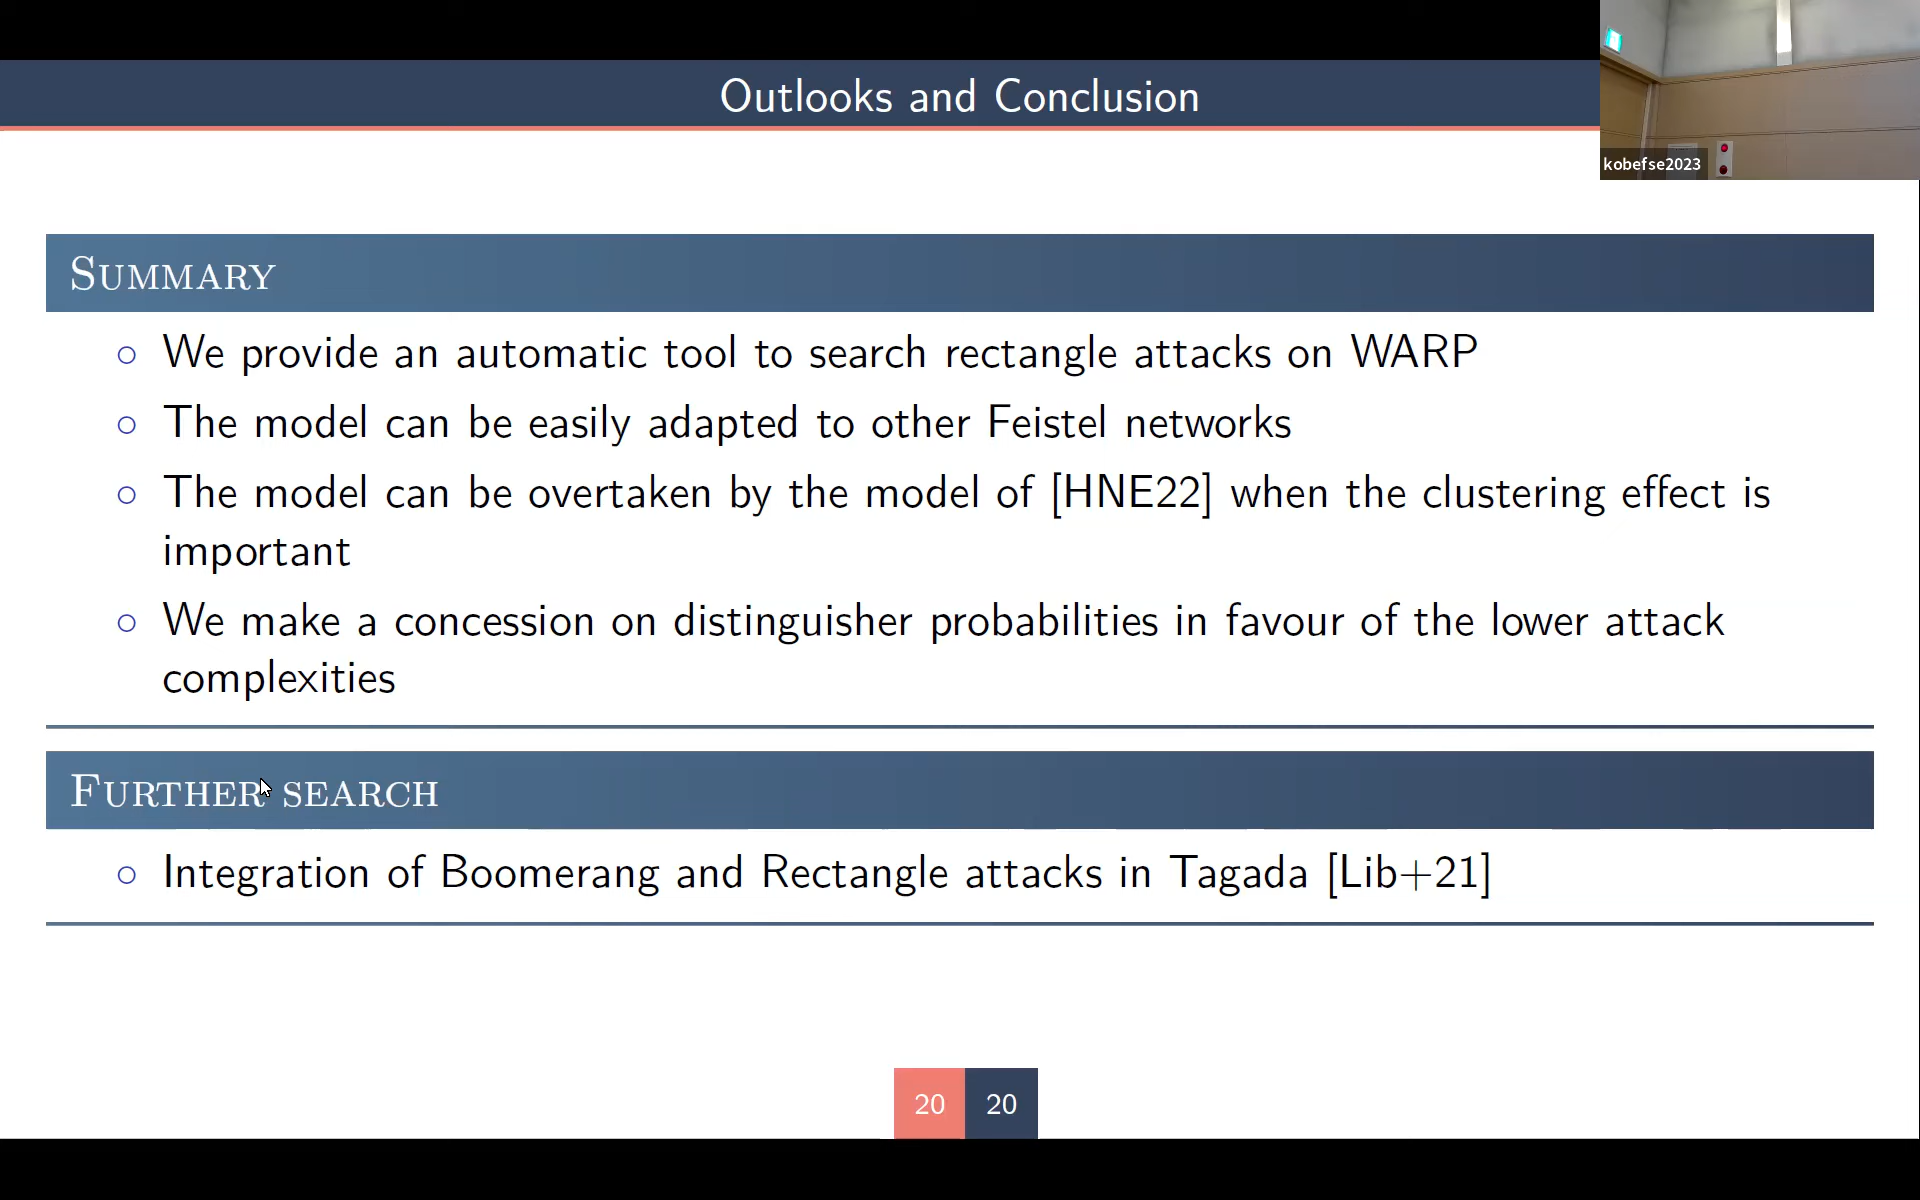 Outlooks and Conclusion
kobefse2023
SUMMARY
We provide an automatic tool to search rectangle attacks on WARP
The model can be easily adapted to other Feistel networks
The model can be overtaken by the model of [HNE22] when the clustering effect is
important
We make a concession on distinguisher probabilities in favour of the lower attack
complexities
FURTHER SEARCH
Integration of Boomerang and Rectangle attacks in Tagada [Lib+21]
20 20